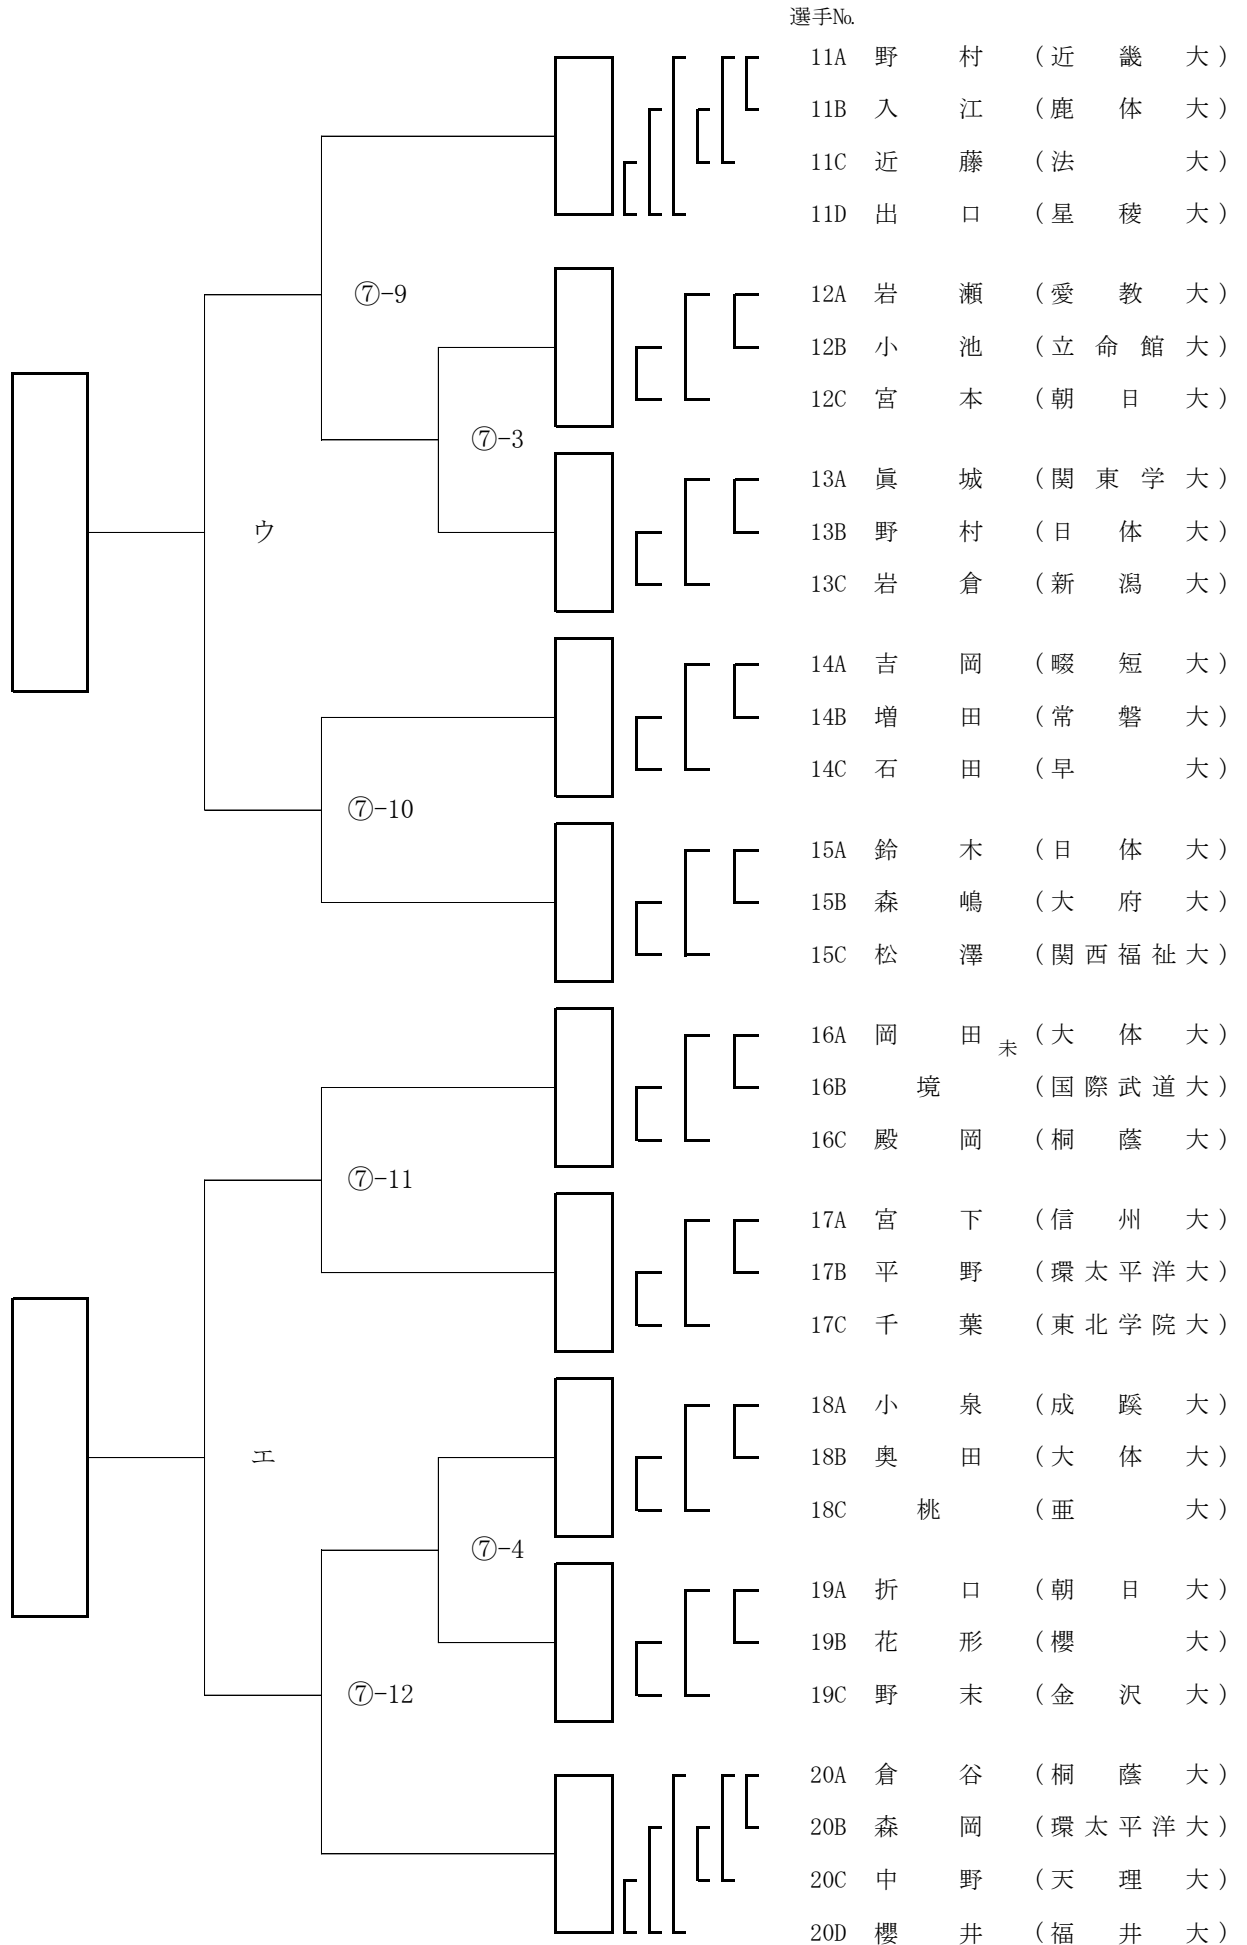 選手№
11A 野村 (近畿大)
11B 入江 (鹿体大)
11C 近藤 (法大)
11D 出口 (星稜大)
⑦-9
12A 岩瀬 (愛教大)
12B 小池 (立命館大)
12C 宮本 (朝日大)
⑦-3
13A 眞城 (関東学大)
13B 野村 (日体大)
13C 岩倉 (新潟大)
ウ
14A 吉岡 (畷短大)
14B 増田 (常磐大)
14C 石田 (早大)
⑦-10
15A 鈴木 (日体大)
15B 森嶋 (大府大)
15C 松澤 (関西福祉大)
16A 岡田未 (大体大)
16B 境 (国際武道大)
16C 殿岡 (桐蔭大)
⑦-11
17A 宮下 (信州大)
17B 平野 (環太平洋大)
17C 千葉 (東北学院大)
エ
18A 小泉 (成蹊大)
18B 奥田 (大体大)
18C 桃 (亜大)
⑦-4
19A 折口 (朝日大)
19B 花形 (櫻大)
19C 野末 (金沢大)
⑦-12
20A 倉谷 (桐蔭大)
20B 森岡 (環太平洋大)
20C 中野 (天理大)
20D 櫻井 (福井大)